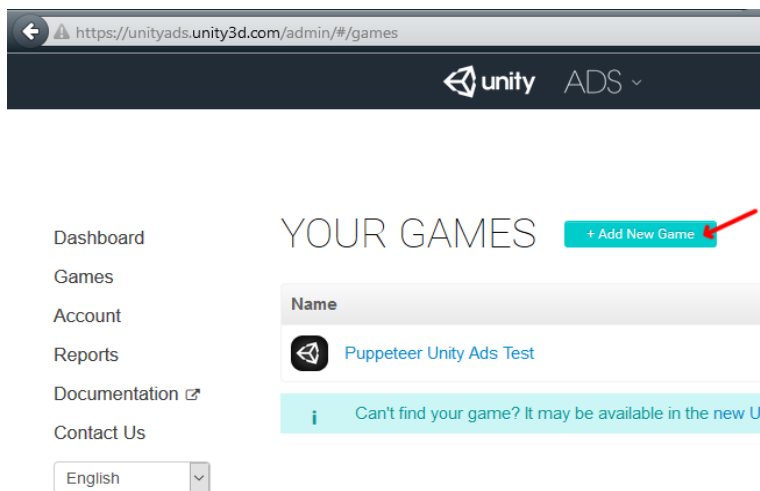 https://unityads.unity3d.com/admin/#/games
unity ADS
YOUR GAMES
+ Add New Game
Dashboard
Games
Account
Reports
Documentation
Contact Us
English
Name
Puppeteer Unity Ads Test
i Can't find your game? It may be available in the new U